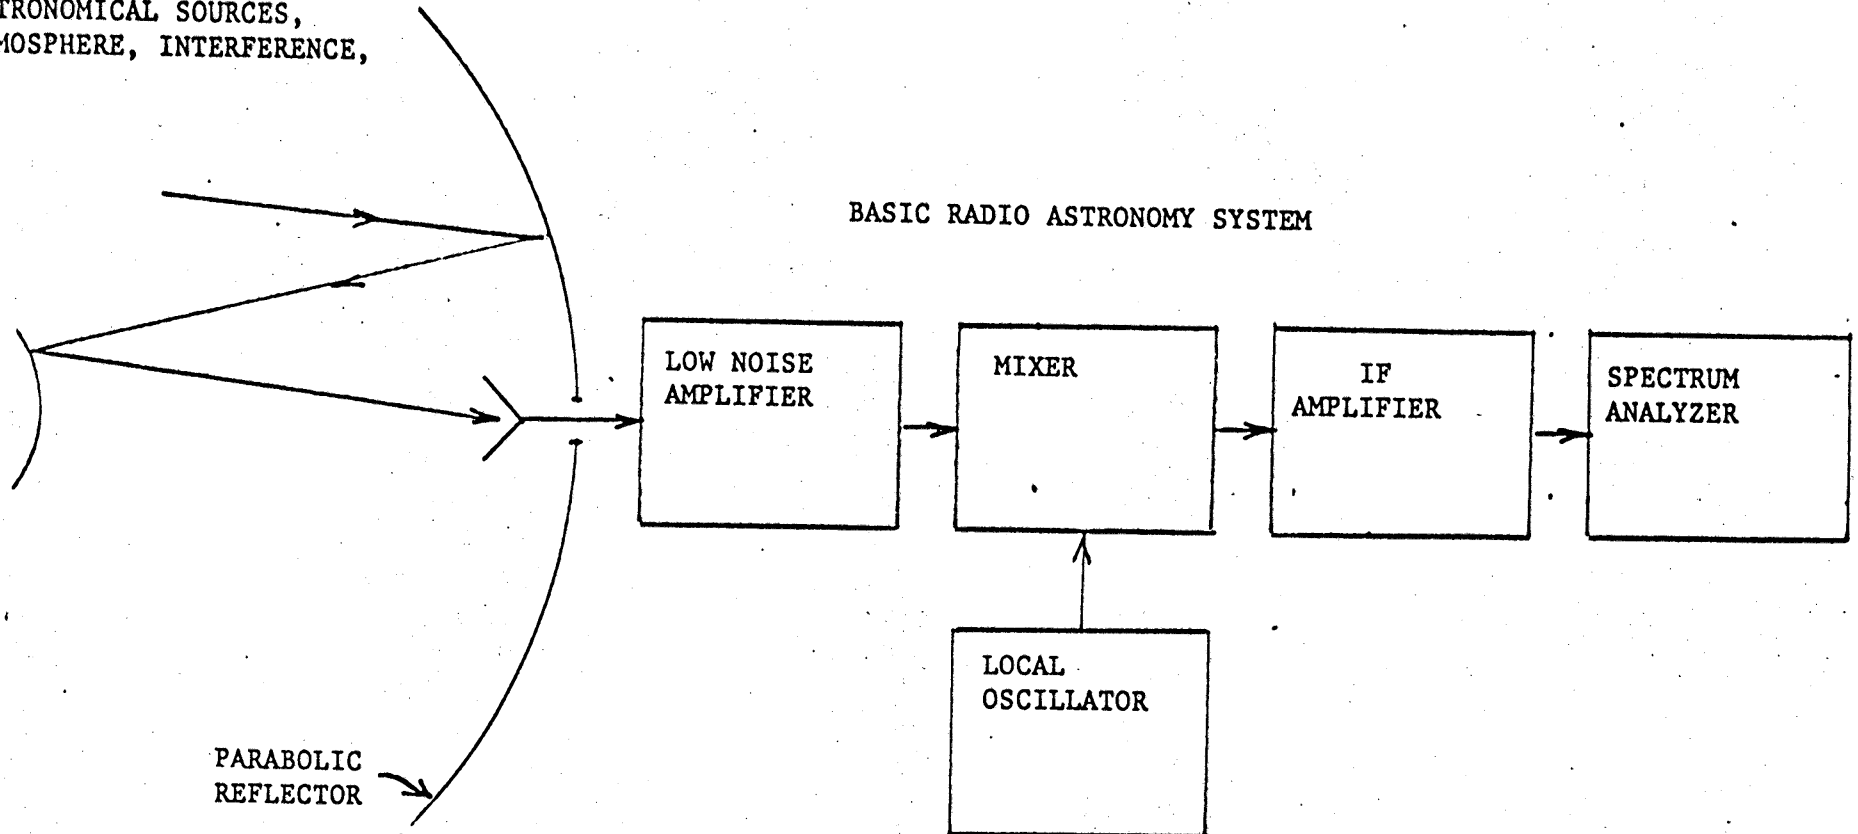 TRONOMICAL SOURCES,
MOSPHERE, INTERFERENCE,
BASIC RADIO ASTRONOMY SYSTEM
LOW NOISE
AMPLIFIER
MIXER
IF
AMPLIFIER
SPECTRUM
ANALYZER
LOCAL
OSCILLATOR
PARABOLIC
REFLECTOR